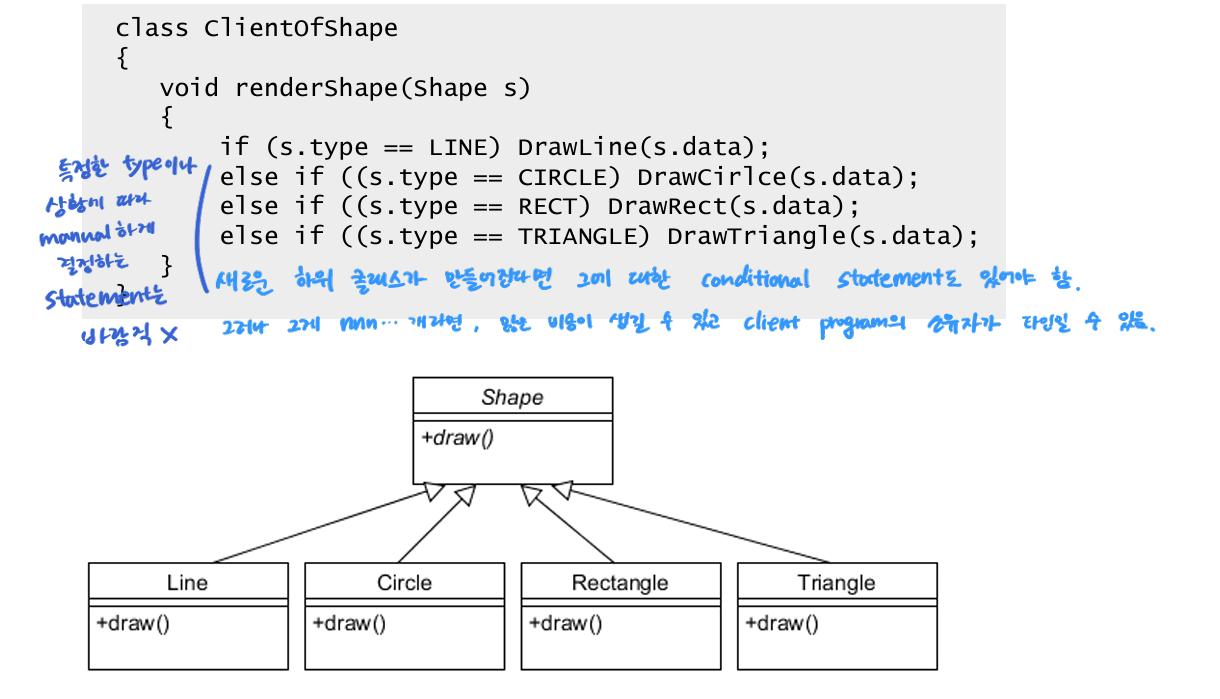 class ClientOfShape
{
void renderShape(Shape s)
{
if (s.type == LINE) DrawLine(s.data);
else if ((s.type == CIRCLE) DrawCirlce(s.data);
else if ((s.type == RECT) DrawRect(s.data);
else if ((s.type == TRIANGLE) DrawTriangle(s.data);
}
}
특정한 type이나
상황에 따라
manual하게
결정하는
statement는
바람직 X
새로운 하위 클래스가 만들어진다면 그에 대한 conditional statement도 있어야 함.
그러나 그게 nnn… 개라면, 많은 비용이 생길 수 있고 client program의 소유자가 타인일 수 있음.
Shape
+draw()
Line
+draw()
Circle
+draw()
Rectangle
+draw()
Triangle
+draw()